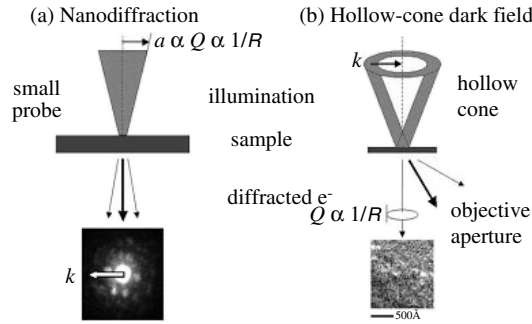 (a) Nanodiffraction
a α Q α 1/R
small
probe
illumination
sample
diffracted e-
k
(b) Hollow-cone dark field
k
hollow
cone
Q α 1/R
objective
aperture
500Å